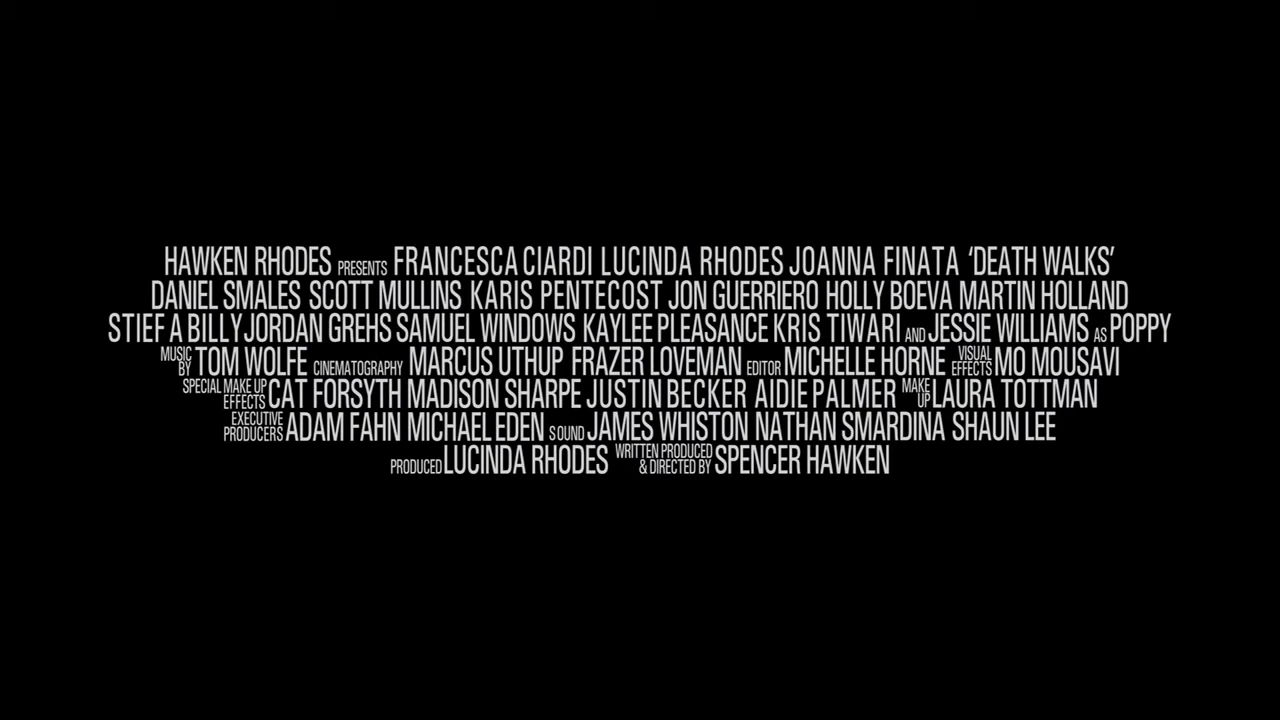 HAWKEN RHODES PRESENTS FRANCESCA CIARDI LUCINDA RHODES JOANNA FINATA ‘DEATH WALKS’
DANIEL SMALES SCOTT MULLINS KARIS PENTECOST JON GUERRIERO HOLLY BOEVA MARTIN HOLLAND
STIEF A BILLY JORDAN GREHS SAMUEL WINDOWS KAYLEE PLEASANCE KRIS TIWARI AND JESSIE WILLIAMS AS POPPY
MUSIC BY TOM WOLFE CINEMATOGRAPHY MARCUS UTHUP FRAZER LOVEMAN EDITOR MICHELLE HORNE VISUAL EFFECTS MO MOUSAVI
SPECIAL MAKE UP EFFECTS CAT FORSYTH MADISON SHARPE JUSTIN BECKER AIDIE PALMER MAKE UP LAURA TOTTMAN
EXECUTIVE PRODUCERS ADAM FAHN MICHAEL EDEN SOUND JAMES WHISTON NATHAN SMARDINA SHAUN LEE
PRODUCED LUCINDA RHODES WRITTEN PRODUCED & DIRECTED BY SPENCER HAWKEN